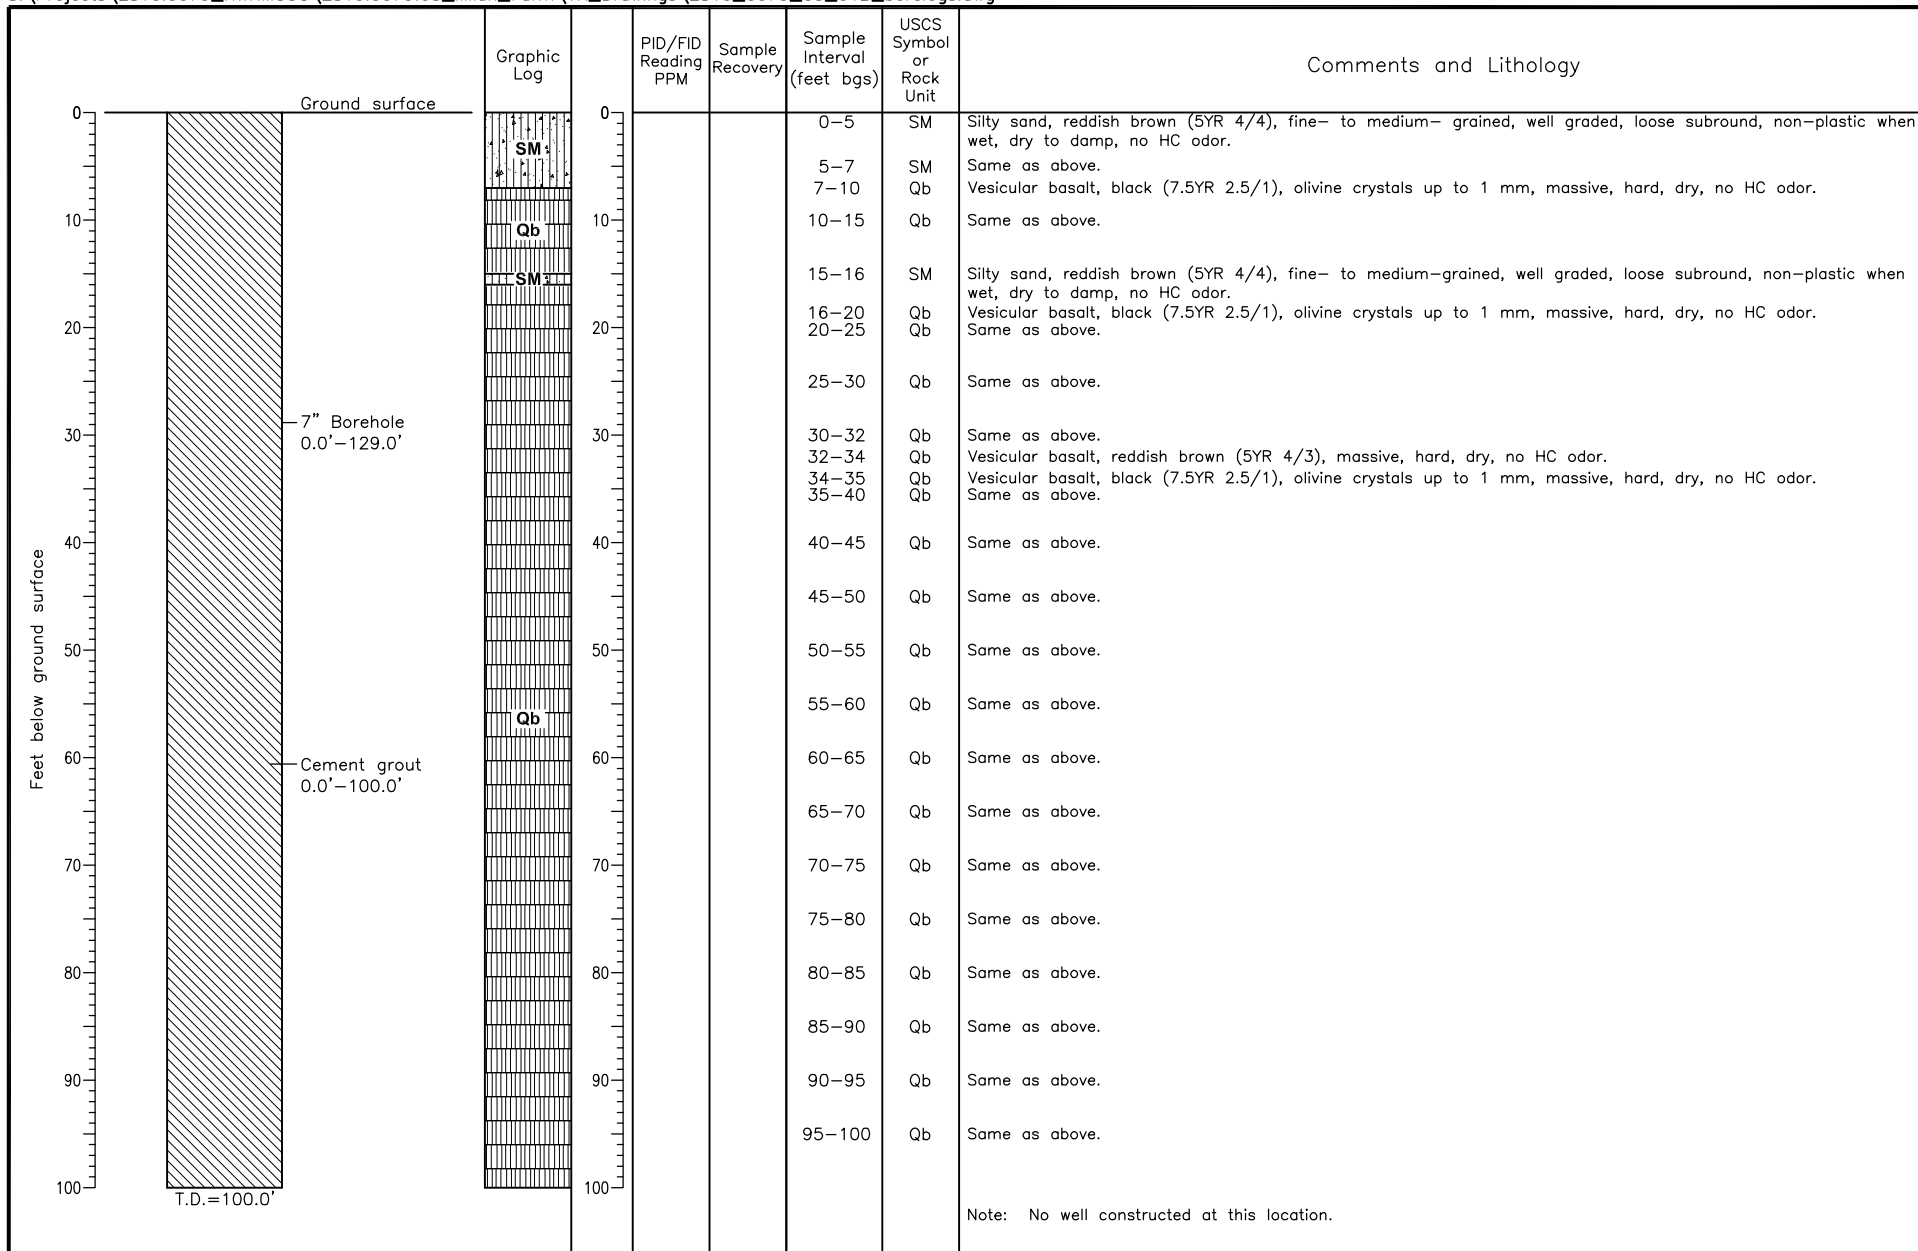 Graphic
Log
PID/FID
Reading
PPM
Sample
Recovery
Sample
Interval
(feet bgs)
USCS
Symbol
or
Rock
Unit
Comments and Lithology
Ground surface
Feet below ground surface
0
10
20
30
40
50
60
70
80
90
100
7" Borehole
0.0'–129.0'
Cement grout
0.0'–100.0'
T.D.=100.0'
SM
Qb
SM
Qb
0
10
20
30
40
50
60
70
80
90
100
0–5 SM Silty sand, reddish brown (5YR 4/4), fine– to medium– grained, well graded, loose subround, non–plastic when
wet, dry to damp, no HC odor.
5–7 SM Same as above.
7–10 Qb Vesicular basalt, black (7.5YR 2.5/1), olivine crystals up to 1 mm, massive, hard, dry, no HC odor.
10–15 Qb Same as above.
15–16 SM Silty sand, reddish brown (5YR 4/4), fine– to medium–grained, well graded, loose subround, non–plastic when
wet, dry to damp, no HC odor.
16–20 Qb Vesicular basalt, black (7.5YR 2.5/1), olivine crystals up to 1 mm, massive, hard, dry, no HC odor.
20–25 Qb Same as above.
25–30 Qb Same as above.
30–32 Qb Same as above.
32–34 Qb Vesicular basalt, reddish brown (5YR 4/3), massive, hard, dry, no HC odor.
34–35 Qb Vesicular basalt, black (7.5YR 2.5/1), olivine crystals up to 1 mm, massive, hard, dry, no HC odor.
35–40 Qb Same as above.
40–45 Qb Same as above.
45–50 Qb Same as above.
50–55 Qb Same as above.
55–60 Qb Same as above.
60–65 Qb Same as above.
65–70 Qb Same as above.
70–75 Qb Same as above.
75–80 Qb Same as above.
80–85 Qb Same as above.
85–90 Qb Same as above.
90–95 Qb Same as above.
95–100 Qb Same as above.
Note: No well constructed at this location.